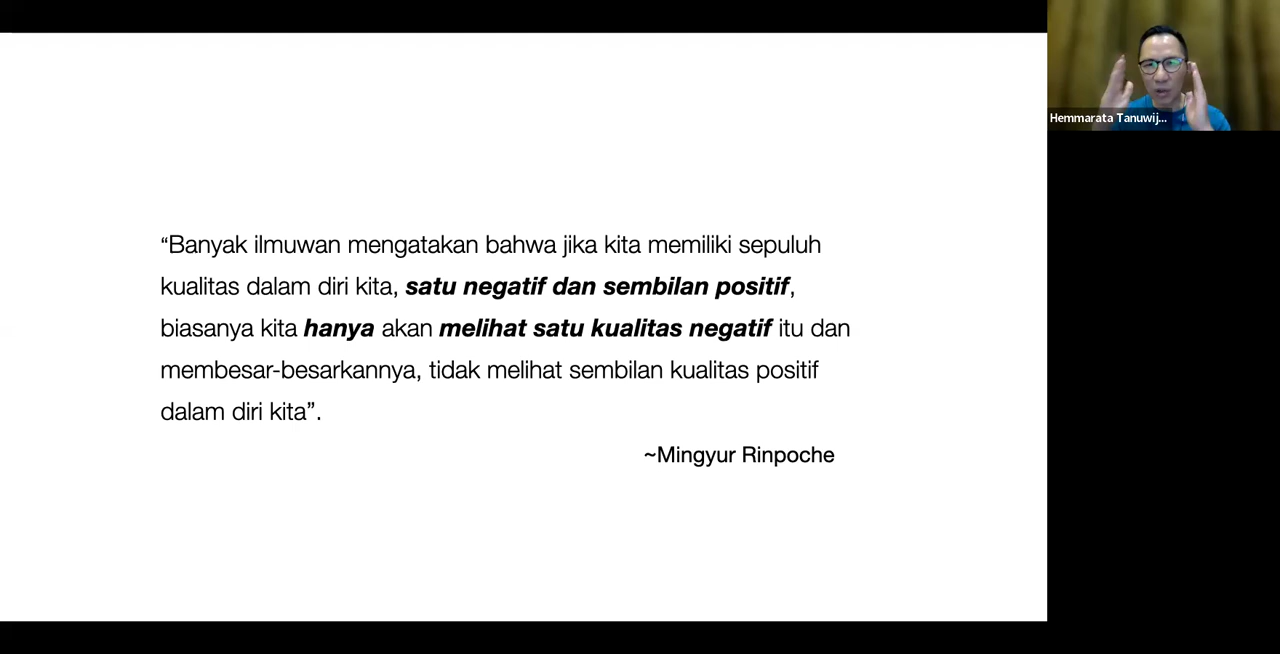 “Banyak ilmuwan mengatakan bahwa jika kita memiliki sepuluh
kualitas dalam diri kita, satu negatif dan sembilan positif,
biasanya kita hanya akan melihat satu kualitas negatif itu dan
membesar-besarkannya, tidak melihat sembilan kualitas positif
dalam diri kita”.
~Mingyur Rinpoche
Hemmarata Tanuwij...